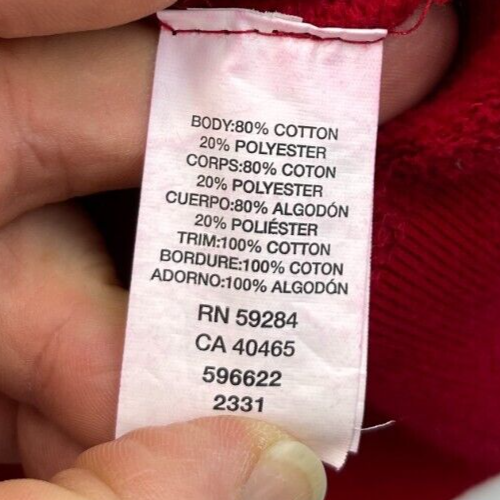 BODY:80% COTTON
20% POLYESTER
CORPS:80% COTON
20% POLYESTER
CUERPO:80% ALGODÓN
20% POLIÉSTER
TRIM:100% COTTON
BORDURE:100% COTON
ADORNO:100% ALGODÓN
RN 59284
CA 40465
596622
2331